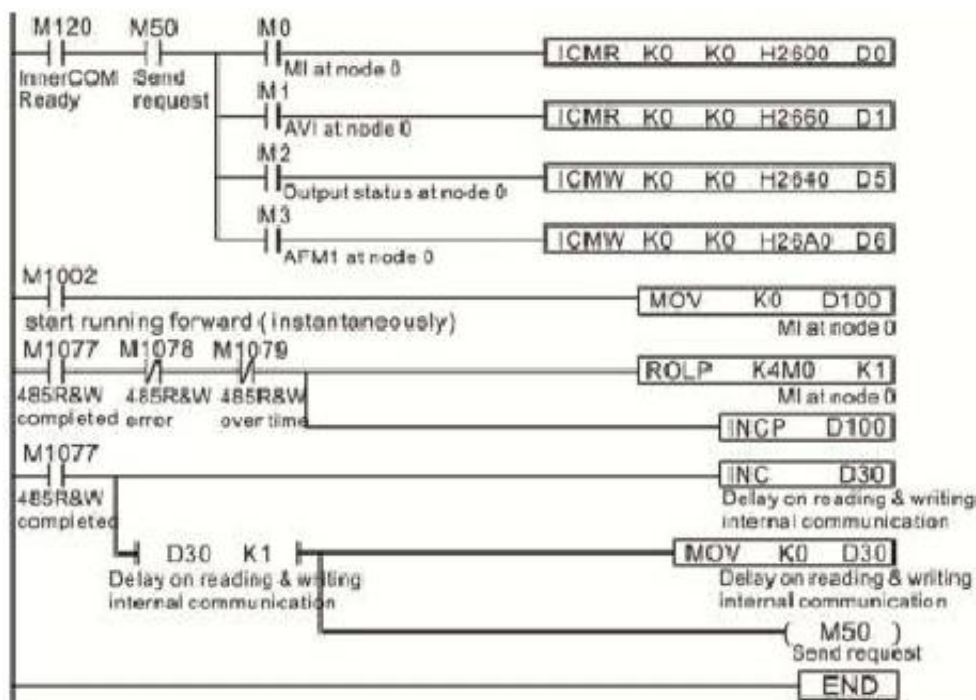 M120 M50 M0
ICMR K0 K0 H2600 D0
MI at node 0
InnerCOM Send
Ready request
M1
AVI at node 0
ICMR K0 K0 H2660 D1
M2
Output status at node 0
ICMW K0 K0 H2640 D5
M3
AFM1 at node 0
ICMW K0 K0 H26A0 D6
M1002
MOV K0 D100
start running forward (instantaneously)
MI at node 0
M1077 M1078 M1079
ROLP K4M0 K1
485R&W 485R&W 485R&W
MI at node 0
completed error over time
INCP D100
M1077
INC D30
485R&W
completed
Delay on reading & writing
internal communication
D30 K1
MOV K0 D30
Delay on reading & writing
internal communication
Delay on reading & writing
internal communication
M50
Send request
END